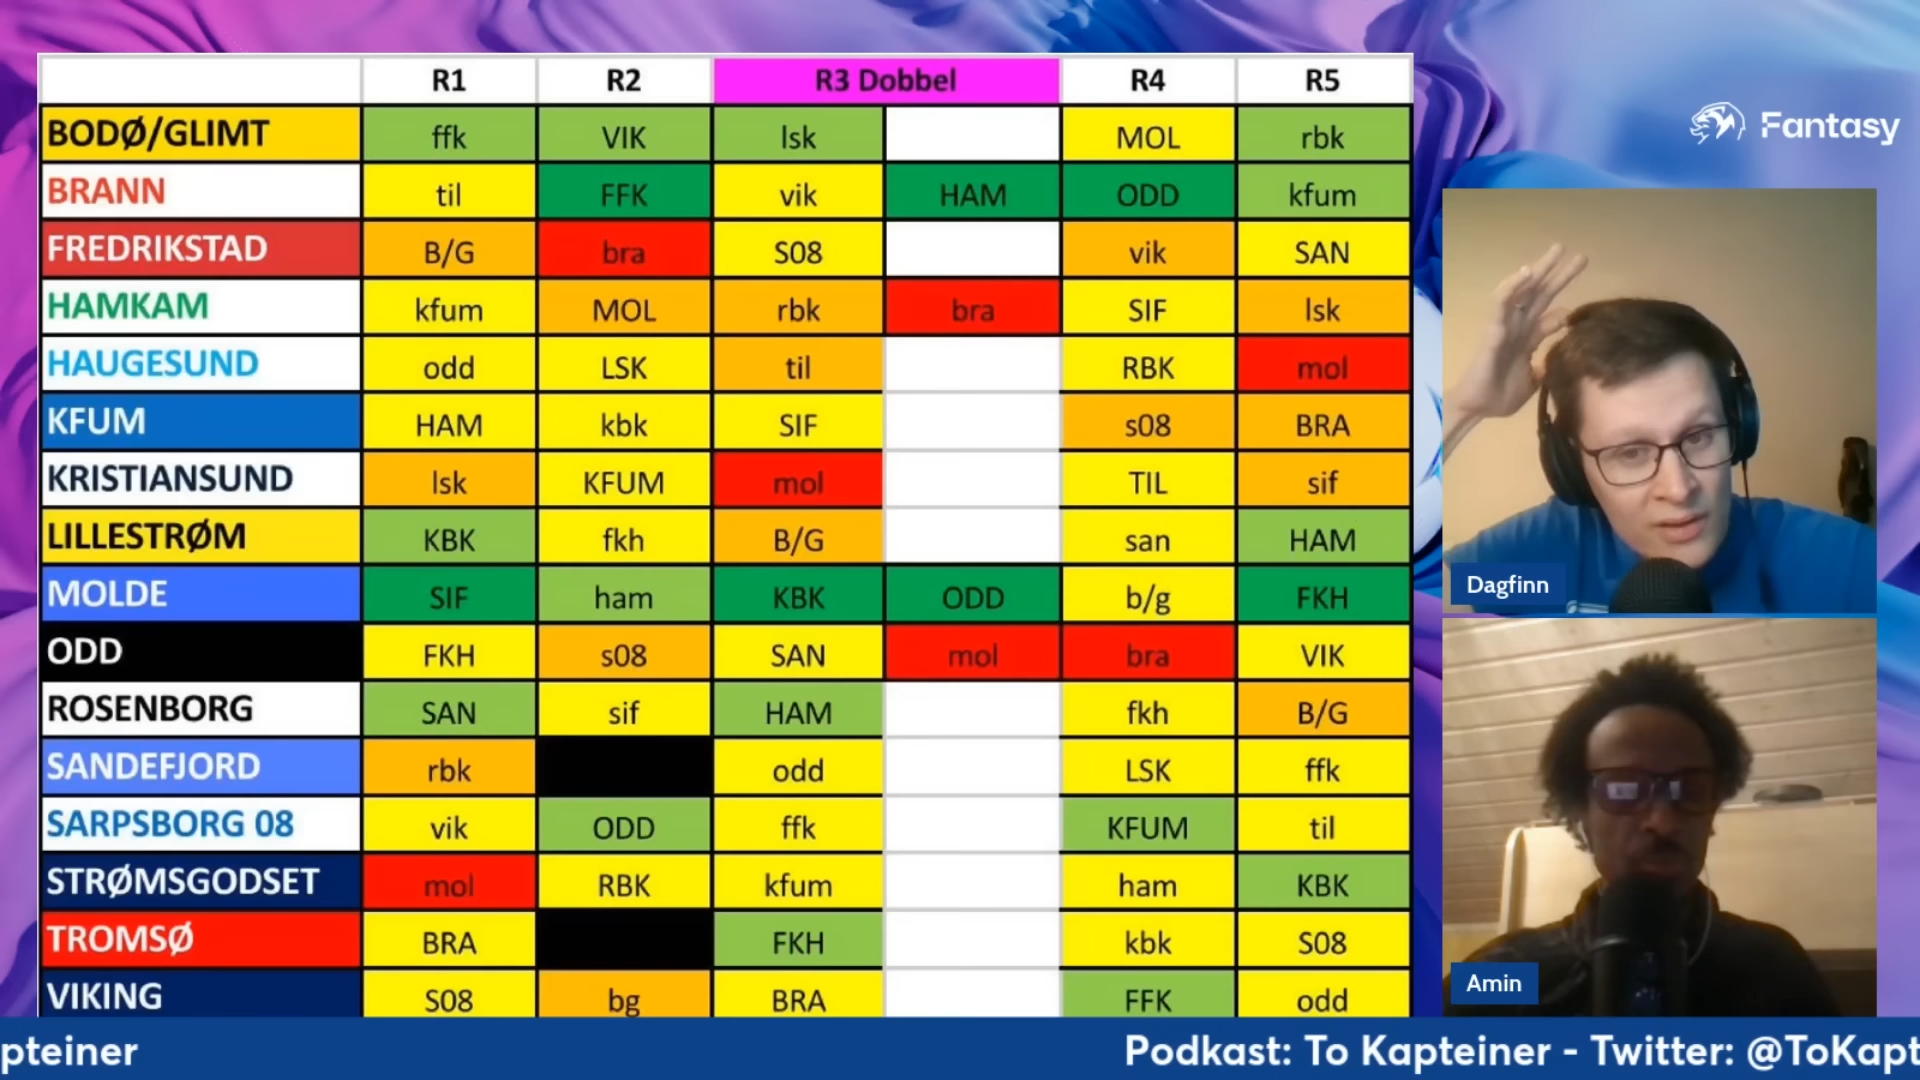 R1 R2 R3 Dobbel R4 R5
BODØ/GLIMT ffk VIK lsk MOL rbk
BRANN til FFK vik HAM ODD kfum
FREDRIKSTAD B/G bra S08 vik SAN
HAMKAM kfum MOL rbk bra SIF lsk
HAUGESUND odd LSK til RBK mol
KFUM HAM kbk SIF s08 BRA
KRISTIANSUND lsk KFUM mol TIL sif
LILLESTRØM KBK fkh B/G san HAM
MOLDE SIF ham KBK ODD b/g FKH
ODD FKH s08 SAN mol bra VIK
ROSENBORG SAN sif HAM fkh B/G
SANDEFJORD rbk odd LSK ffk
SARPSBORG 08 vik ODD ffk KFUM til
STRØMSGODSET mol RBK kfum ham KBK
TROMSØ BRA FKH kbk S08
VIKING S08 bg BRA FFK odd
Fantasy
Dagfinn
Amin
pteiner Podkast: To Kapteiner - Twitter: @ToKapt